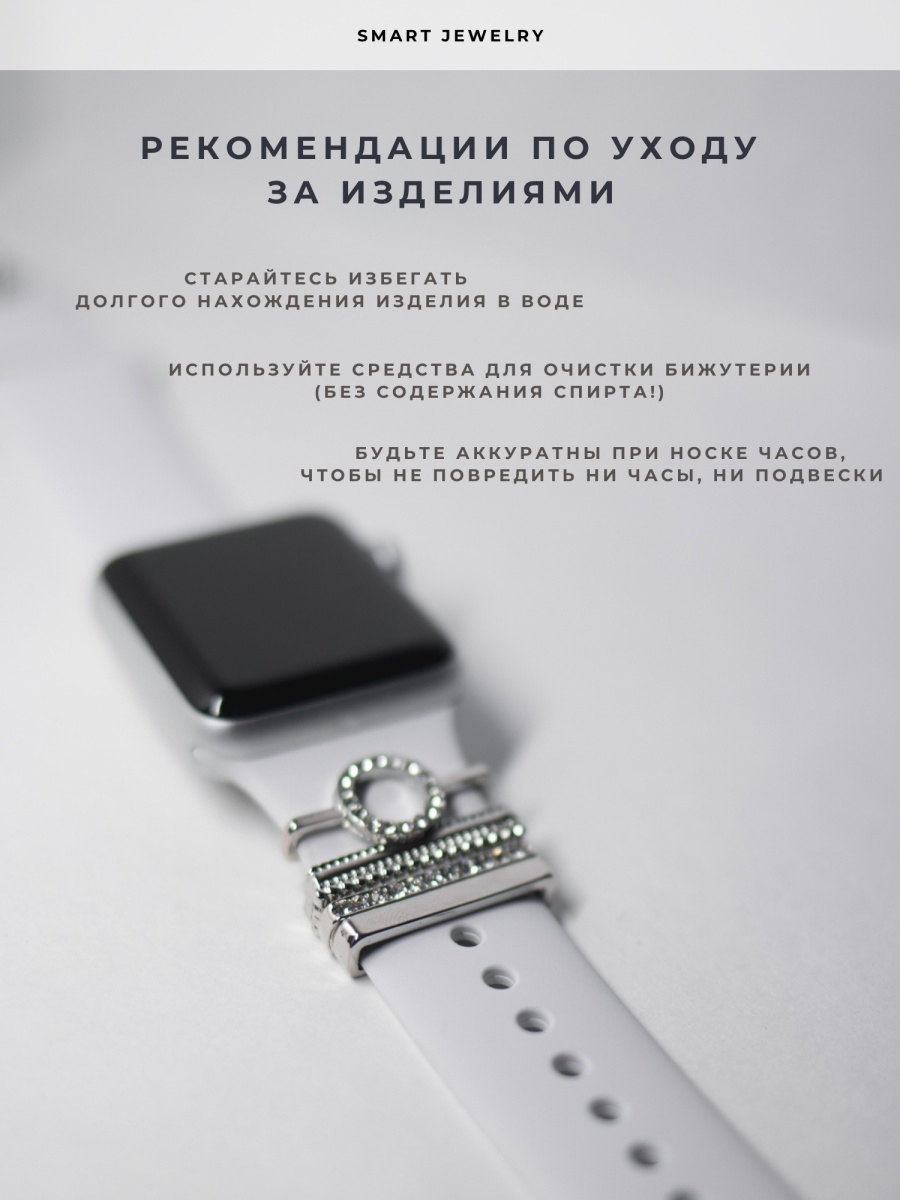 SMART JEWELRY
РЕКОМЕНДАЦИИ ПО УХОДУ
ЗА ИЗДЕЛИЯМИ
СТАРАЙТЕСЬ ИЗБЕГАТЬ
ДОЛГОГО НАХОЖДЕНИЯ ИЗДЕЛИЯ В ВОДЕ
ИСПОЛЬЗУЙТЕ СРЕДСТВА ДЛЯ ОЧИСТКИ БИЖУТЕРИИ
(БЕЗ СОДЕРЖАНИЯ СПИРТА!)
БУДЬТЕ АККУРАТНЫ ПРИ НОСКЕ ЧАСОВ,
ЧТОБЫ НЕ ПОВРЕДИТЬ НИ ЧАСЫ, НИ ПОДВЕСКИ